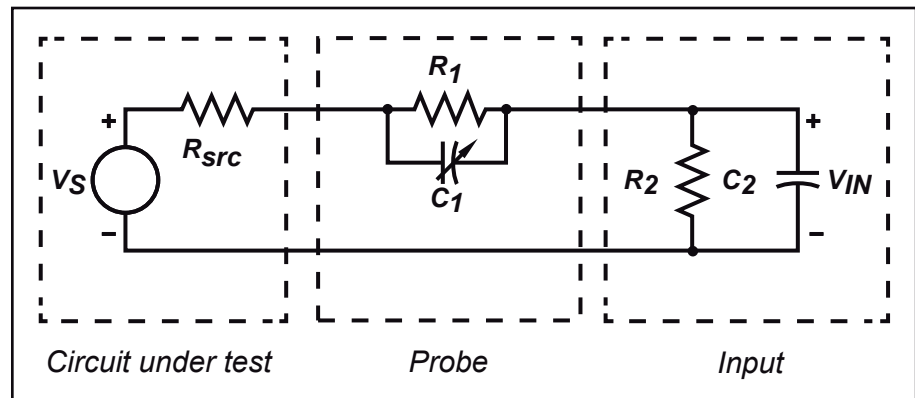 R1
+
Rsrc
C1
VS
R2
C2
+
VIN
−
−
Circuit under test
Probe
Input